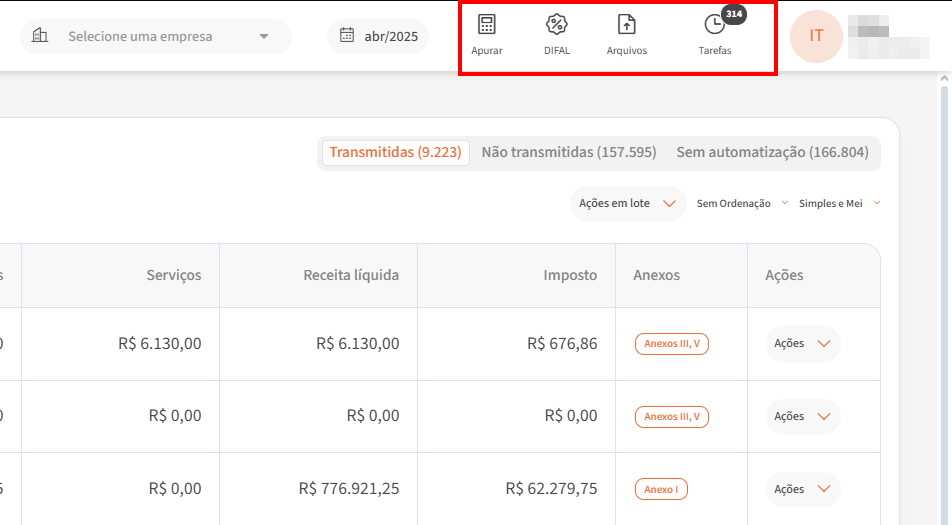 Selecione uma empresa
abr/2025
Apurar
DIFAL
Arquivos
314
Tarefas
IT
Transmitidas (9.223)
Não transmitidas (157.595)
Sem automatização (166.804)
Ações em lote
Sem Ordenação
Simples e Mei
s Serviços Receita líquida Imposto Anexos Ações
0 R$ 6.130,00 R$ 6.130,00 R$ 676,86 Anexos III, V Ações
0 R$ 0,00 R$ 0,00 R$ 0,00 Anexos III, V Ações
5 R$ 0,00 R$ 776.921,25 R$ 62.279,75 Anexo I Ações